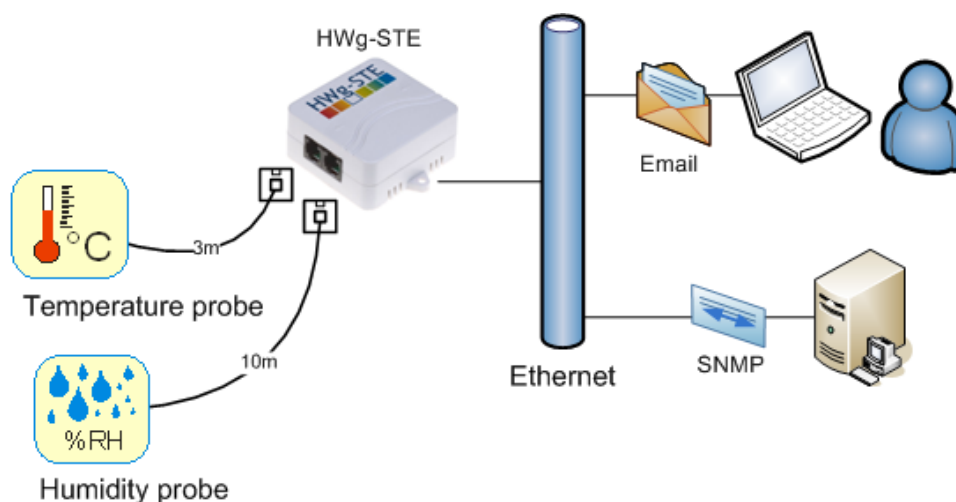 HWg-STE
HWg-STE
°C
3m
Temperature probe
10m
%RH
Humidity probe
Ethernet
Email
SNMP